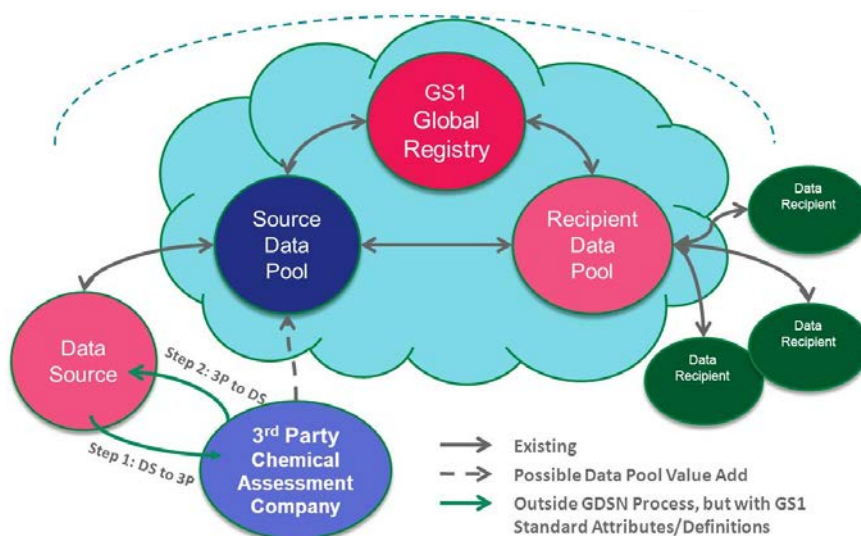 GS1
Global
Registry
Source
Data
Pool
Recipient
Data
Pool
Data
Recipient
Data
Recipient
Data
Recipient
Data
Source
Step 2: 3P to DS
Step 1: DS to 3P
3rd Party
Chemical
Assessment
Company
Existing
Possible Data Pool Value Add
Outside GDSN Process, but with GS1
Standard Attributes/Definitions